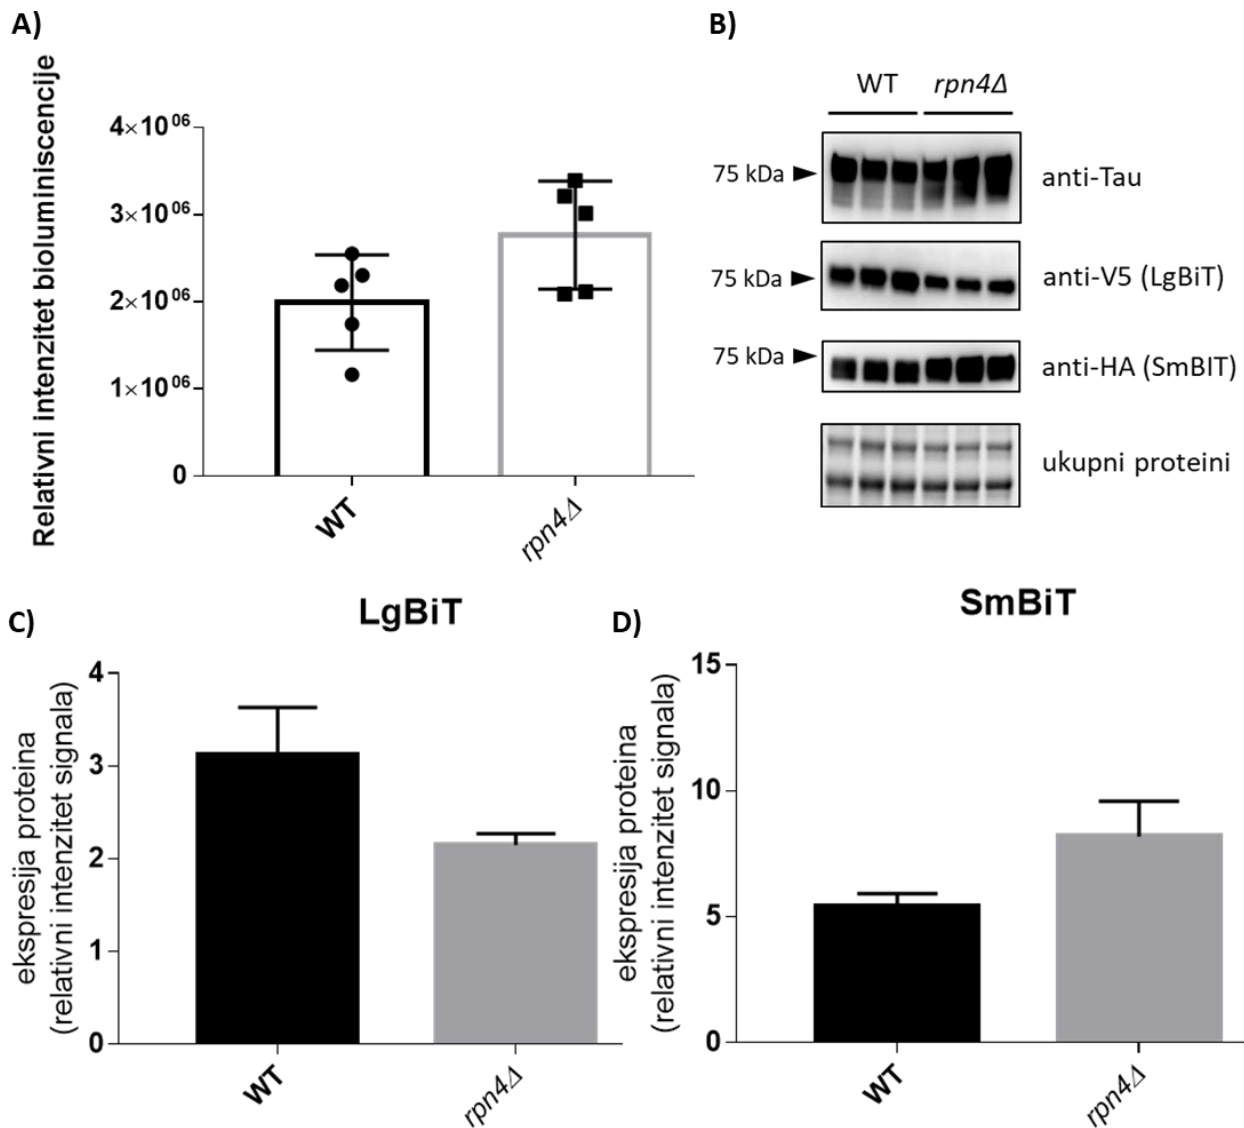 A)
Relativni intenzitet bioluminiscencije
4×10⁰⁶
3×10⁰⁶
2×10⁰⁶
1×10⁰⁶
0
WT
rpn4Δ
B)
WT rpn4Δ
75 kDa anti-Tau
75 kDa anti-V5 (LgBiT)
75 kDa anti-HA (SmBIT)
ukupni proteini
C)
LgBiT
ekspresija proteina
(relativni intenzitet signala)
4
3
2
1
0
WT
rpn4Δ
D)
SmBiT
ekspresija proteina
(relativni intenzitet signala)
15
10
5
0
WT
rpn4Δ